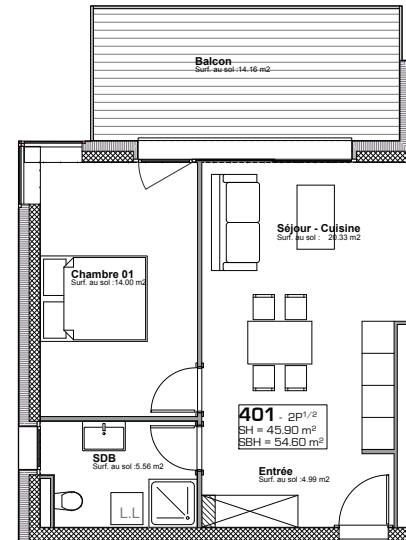 Balcon
Surf. au sol :14.16 m2
Séjour - Cuisine
Surf. au sol : 20.33 m2
Chambre 01
Surf. au sol :14.00 m2
401 - 2P1/2
SH = 45.90 m²
SBH = 54.60 m²
SDB
Surf. au sol :5.56 m2
Entrée
Surf. au sol :4.99 m2
L.L